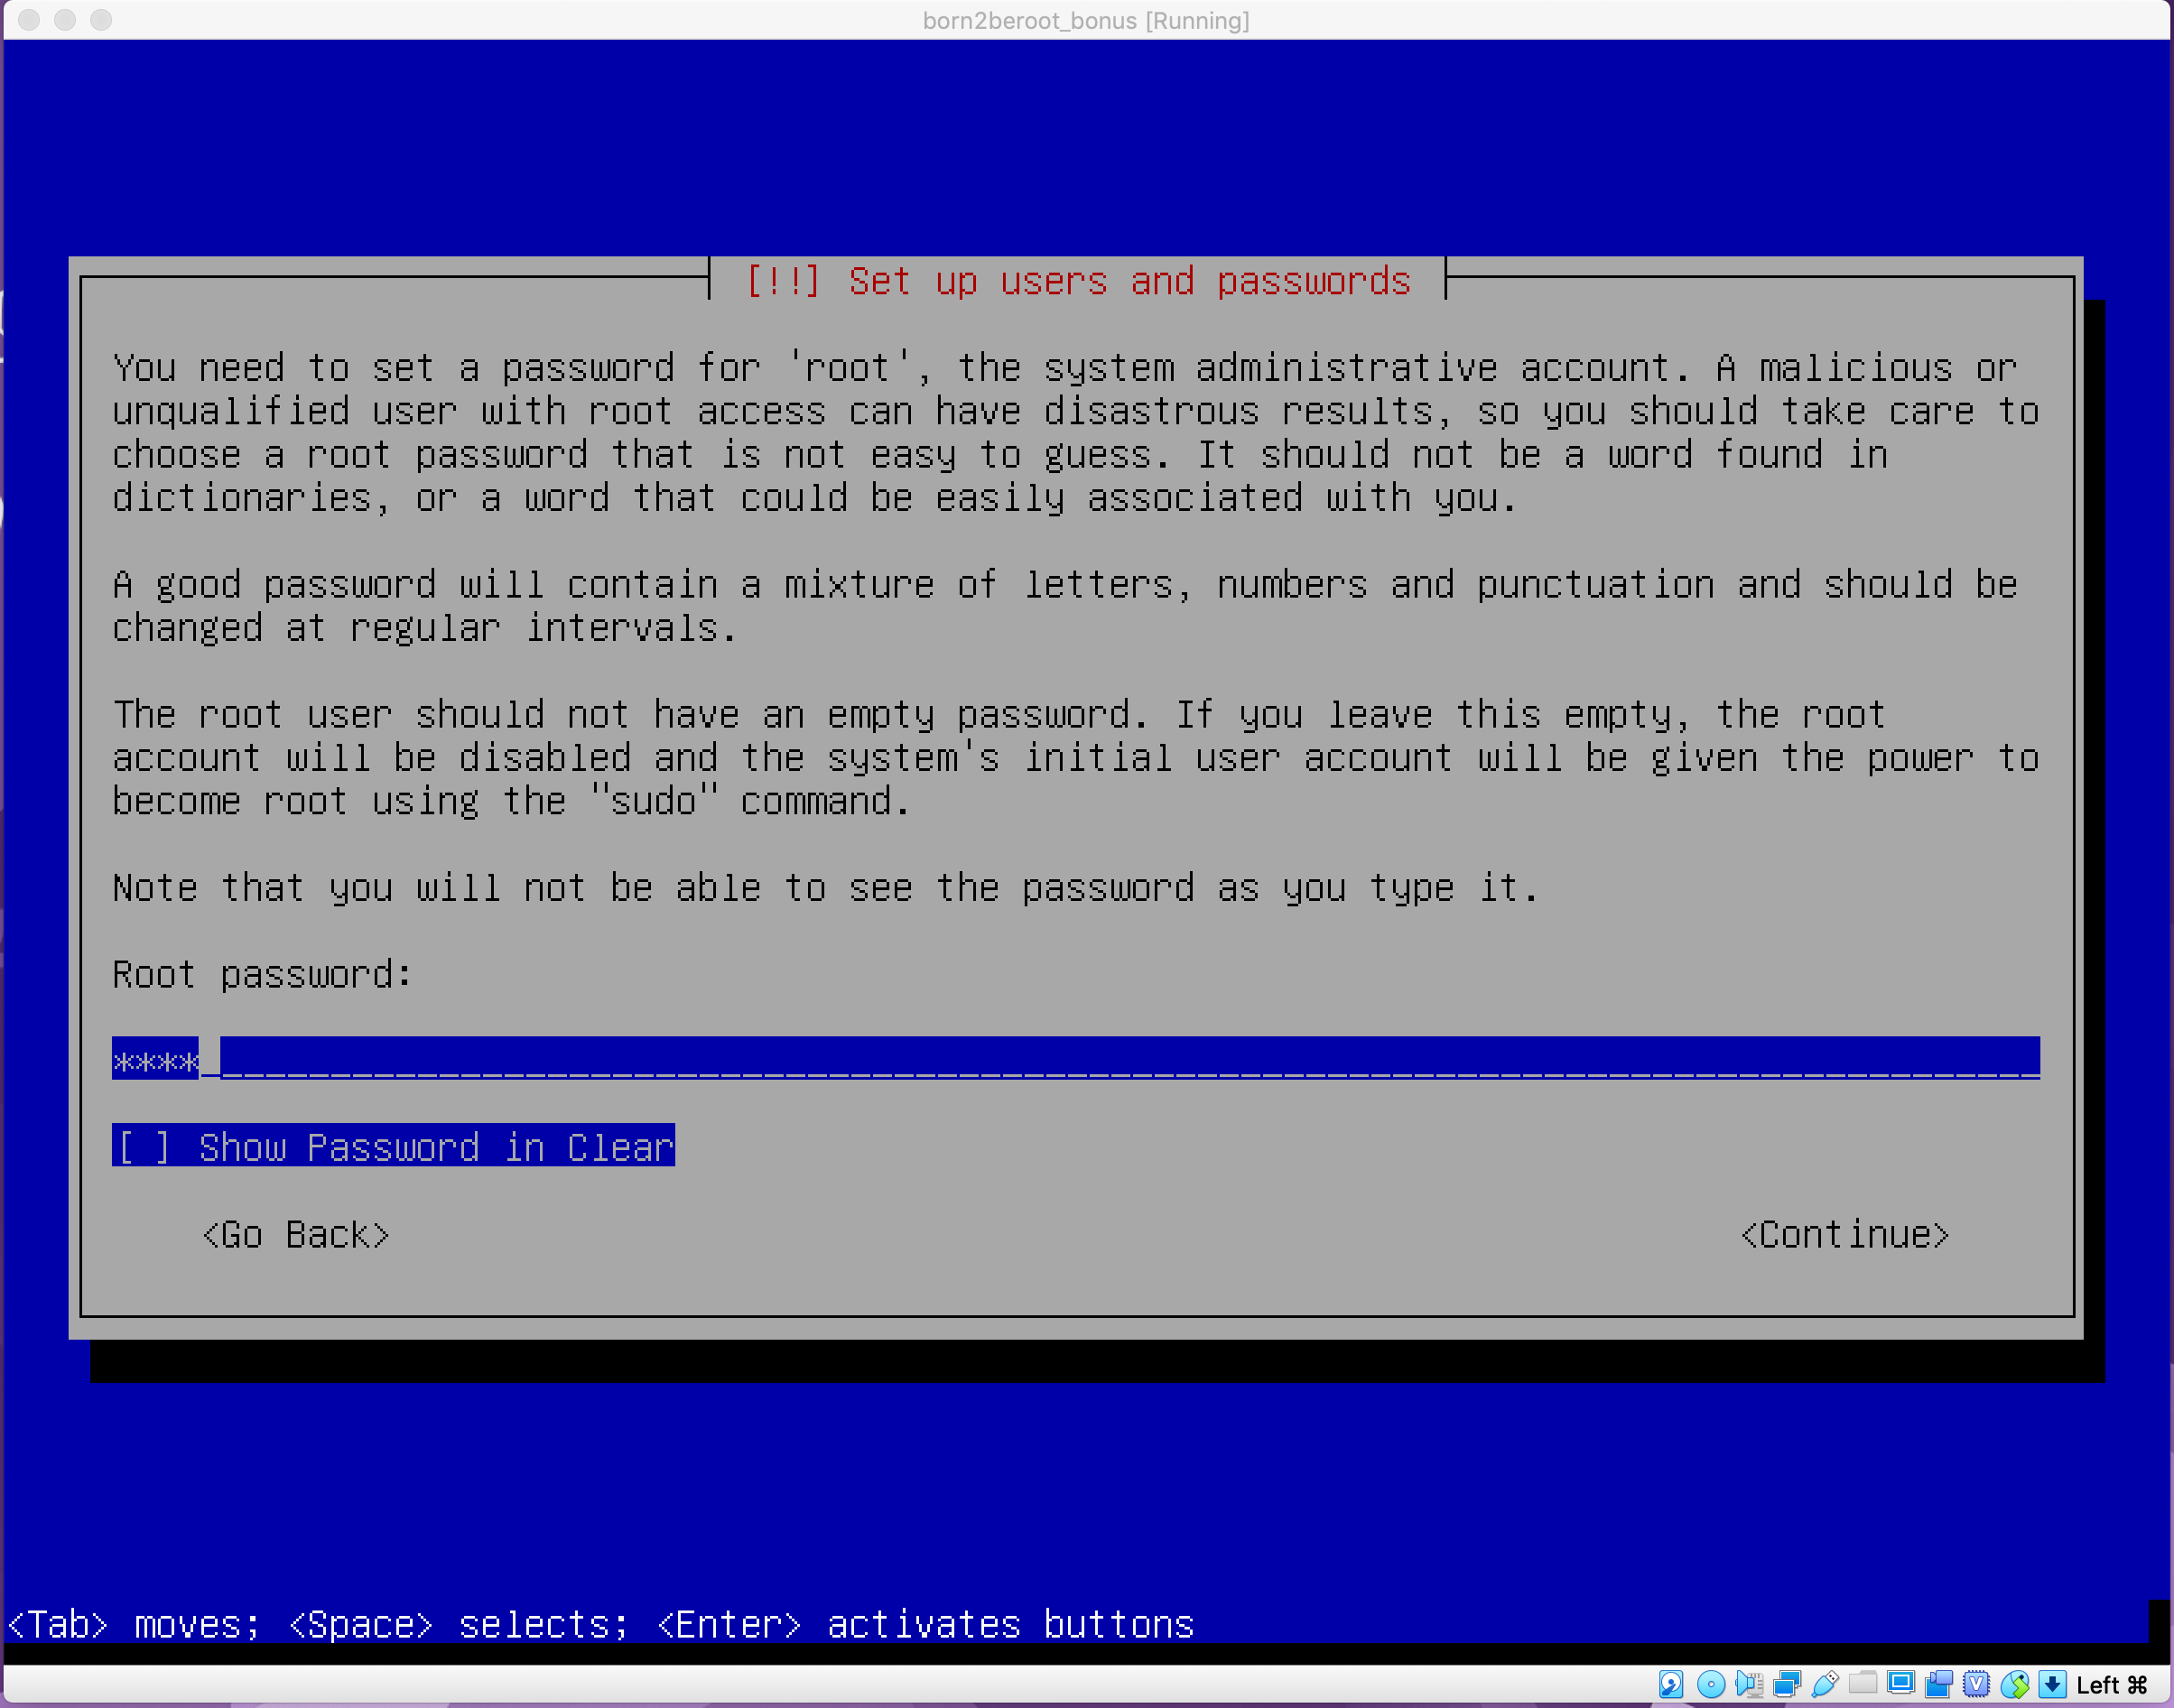 born2beroot_bonus [Running]
[!!] Set up users and passwords
You need to set a password for 'root', the system administrative account. A malicious or
unqualified user with root access can have disastrous results, so you should take care to
choose a root password that is not easy to guess. It should not be a word found in
dictionaries, or a word that could be easily associated with you.
A good password will contain a mixture of letters, numbers and punctuation and should be
changed at regular intervals.
The root user should not have an empty password. If you leave this empty, the root
account will be disabled and the system's initial user account will be given the power to
become root using the "sudo" command.
Note that you will not be able to see the password as you type it.
Root password:
****
[ ] Show Password in Clear
<Go Back> <Continue>
<Tab> moves; <Space> selects; <Enter> activates buttons
Left ⌘